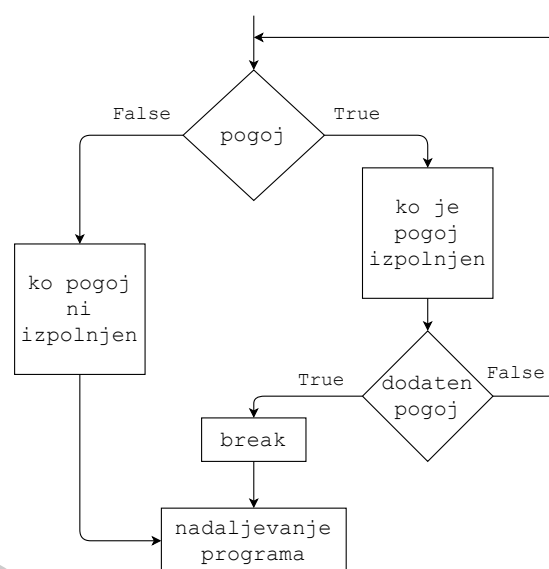 False
True
pogoj
ko je
pogoj
izpolnjen
ko pogoj
ni
izpolnjen
True
dodaten
pogoj
False
break
nadaljevanje
programa